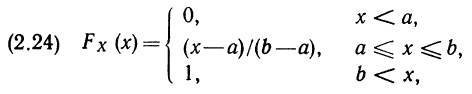 0, x < a,
(2.24) F_X (x) = { (x—a)/(b—a), a ⩽ x ⩽ b,
1, b < x,